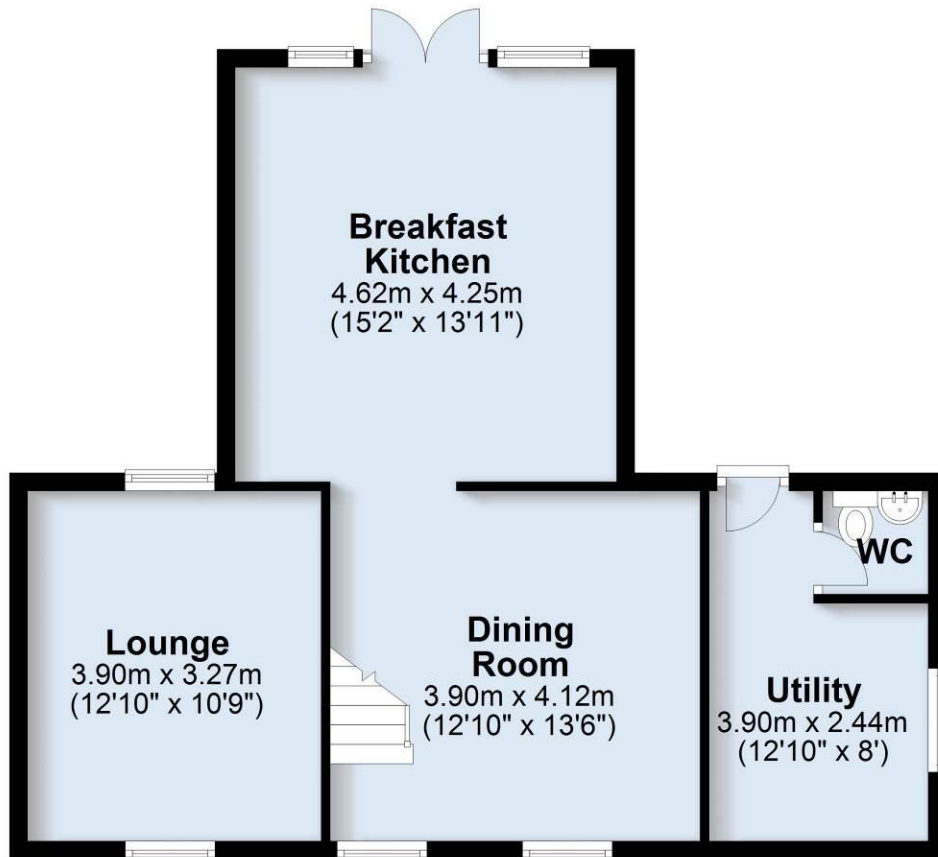 Breakfast
Kitchen
4.62m x 4.25m
(15'2" x 13'11")
Lounge
3.90m x 3.27m
(12'10" x 10'9")
Dining
Room
3.90m x 4.12m
(12'10" x 13'6")
WC
Utility
3.90m x 2.44m
(12'10" x 8')